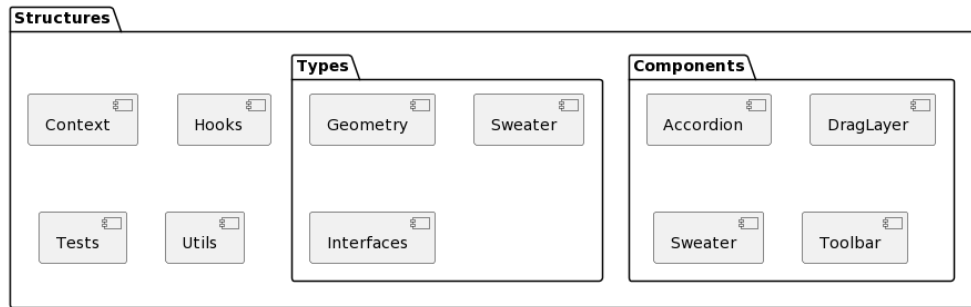 Structures
Types
Components
Context
Hooks
Geometry
Sweater
Accordion
DragLayer
Tests
Utils
Interfaces
Sweater
Toolbar